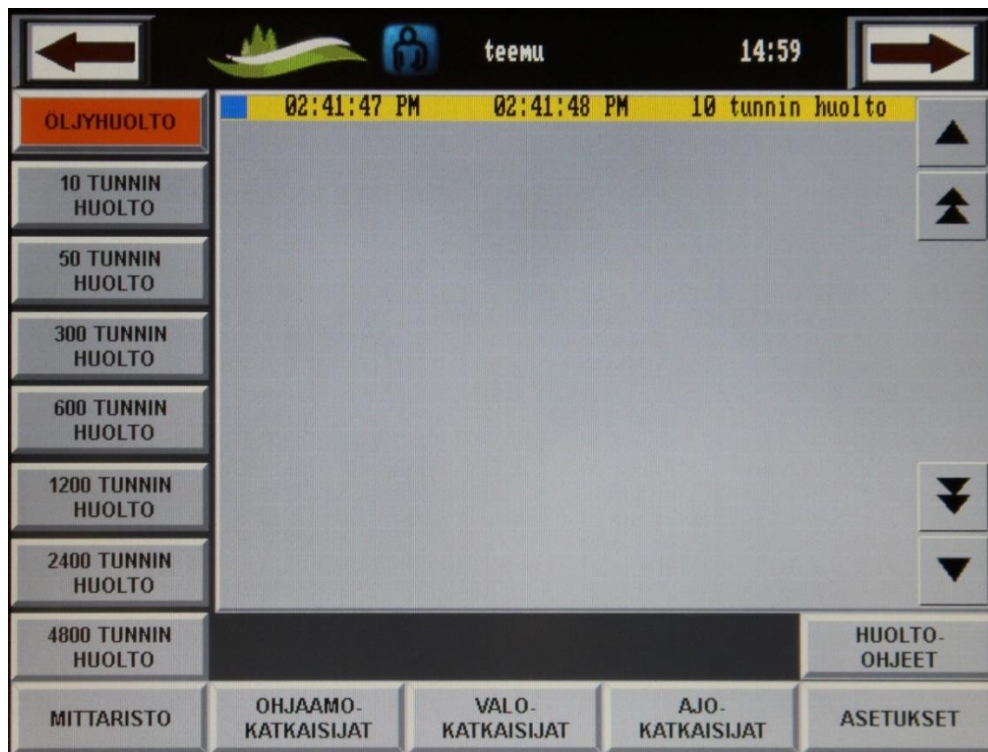 teemu 14:59
ÖLJYHUOLTO
02:41:47 PM 02:41:48 PM 10 tunnin huolto
10 TUNNIN
HUOLTO
50 TUNNIN
HUOLTO
300 TUNNIN
HUOLTO
600 TUNNIN
HUOLTO
1200 TUNNIN
HUOLTO
2400 TUNNIN
HUOLTO
4800 TUNNIN
HUOLTO
HUOLTO-
OHJEET
MITTARISTO
OHJAAMO-
KATKAISIJAT
VALO-
KATKAISIJAT
AJO-
KATKAISIJAT
ASETUKSET